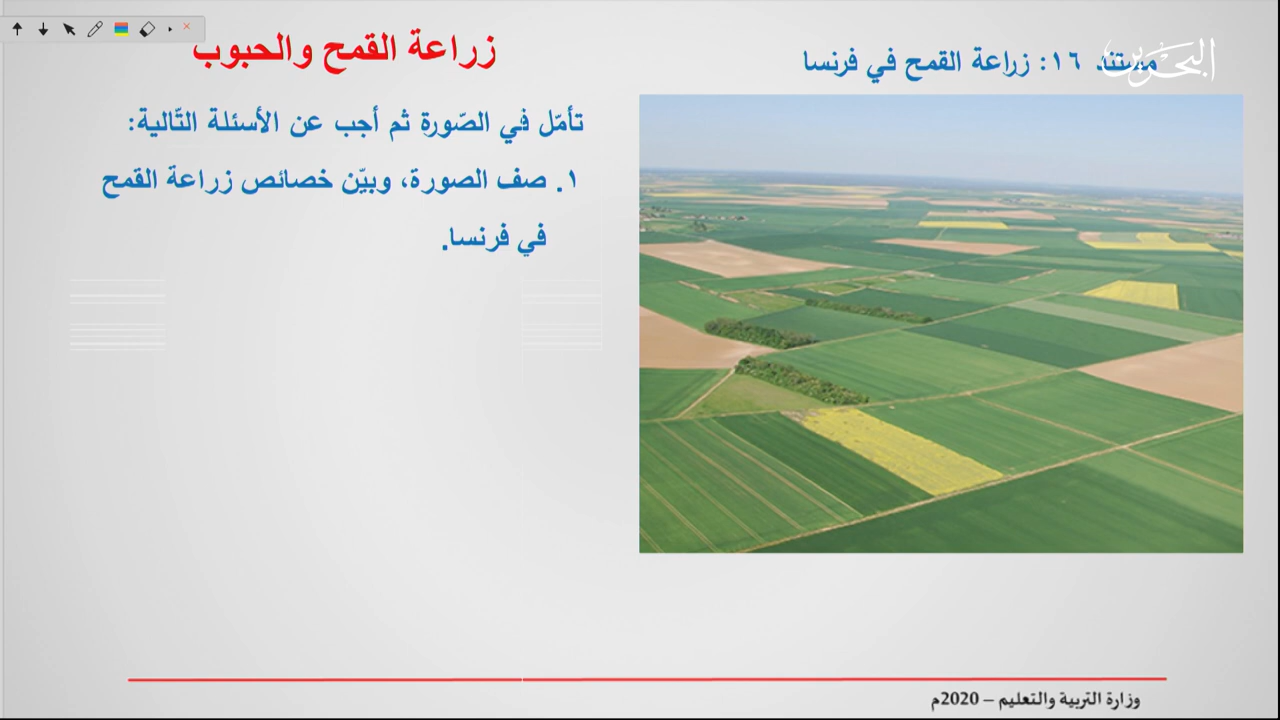 زراعة القمح والحبوب
مستند ١٦: زراعة القمح في فرنسا
البحرين
تأمّل في الصّورة ثم أجب عن الأسئلة التّالية:
١. صف الصورة، وبيّن خصائص زراعة القمح
في فرنسا.
وزارة التربية والتعليم – 2020م